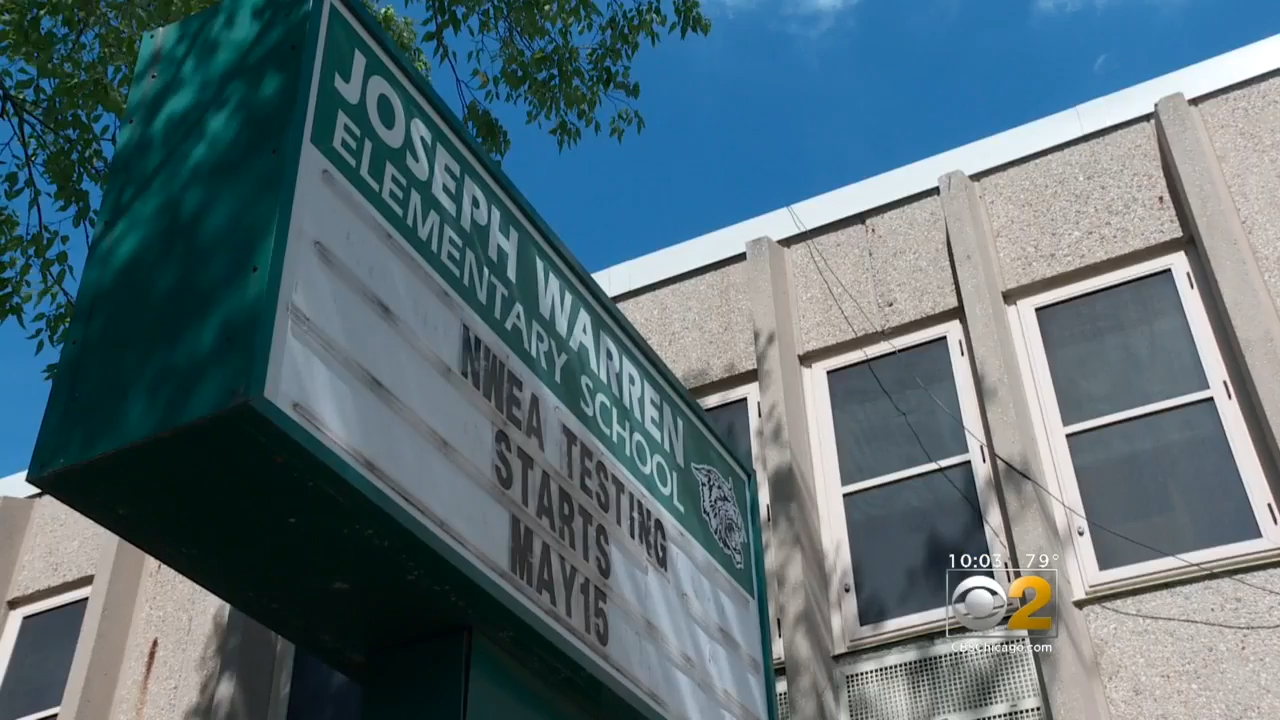 JOSEPH WARREN
ELEMENTARY SCHOOL
NWEA TESTING
STARTS
MAY15
10:03 79°
2
CBSChicago.com